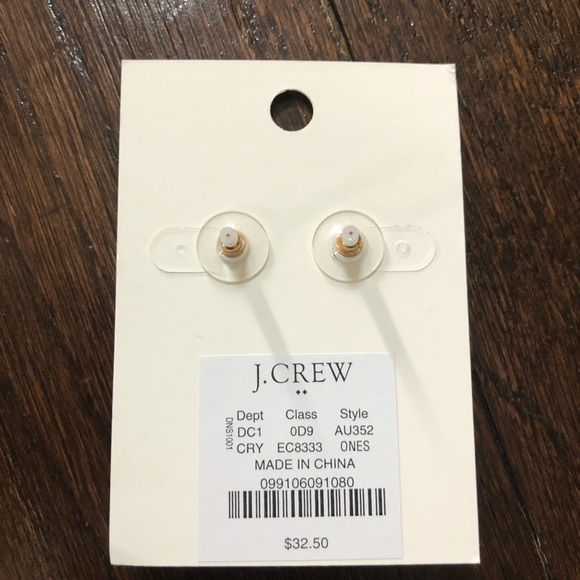 J.CREW
DNS1001
Dept Class Style
DC1 0D9 AU352
CRY EC8333 ONES
MADE IN CHINA
099106091080
$32.50